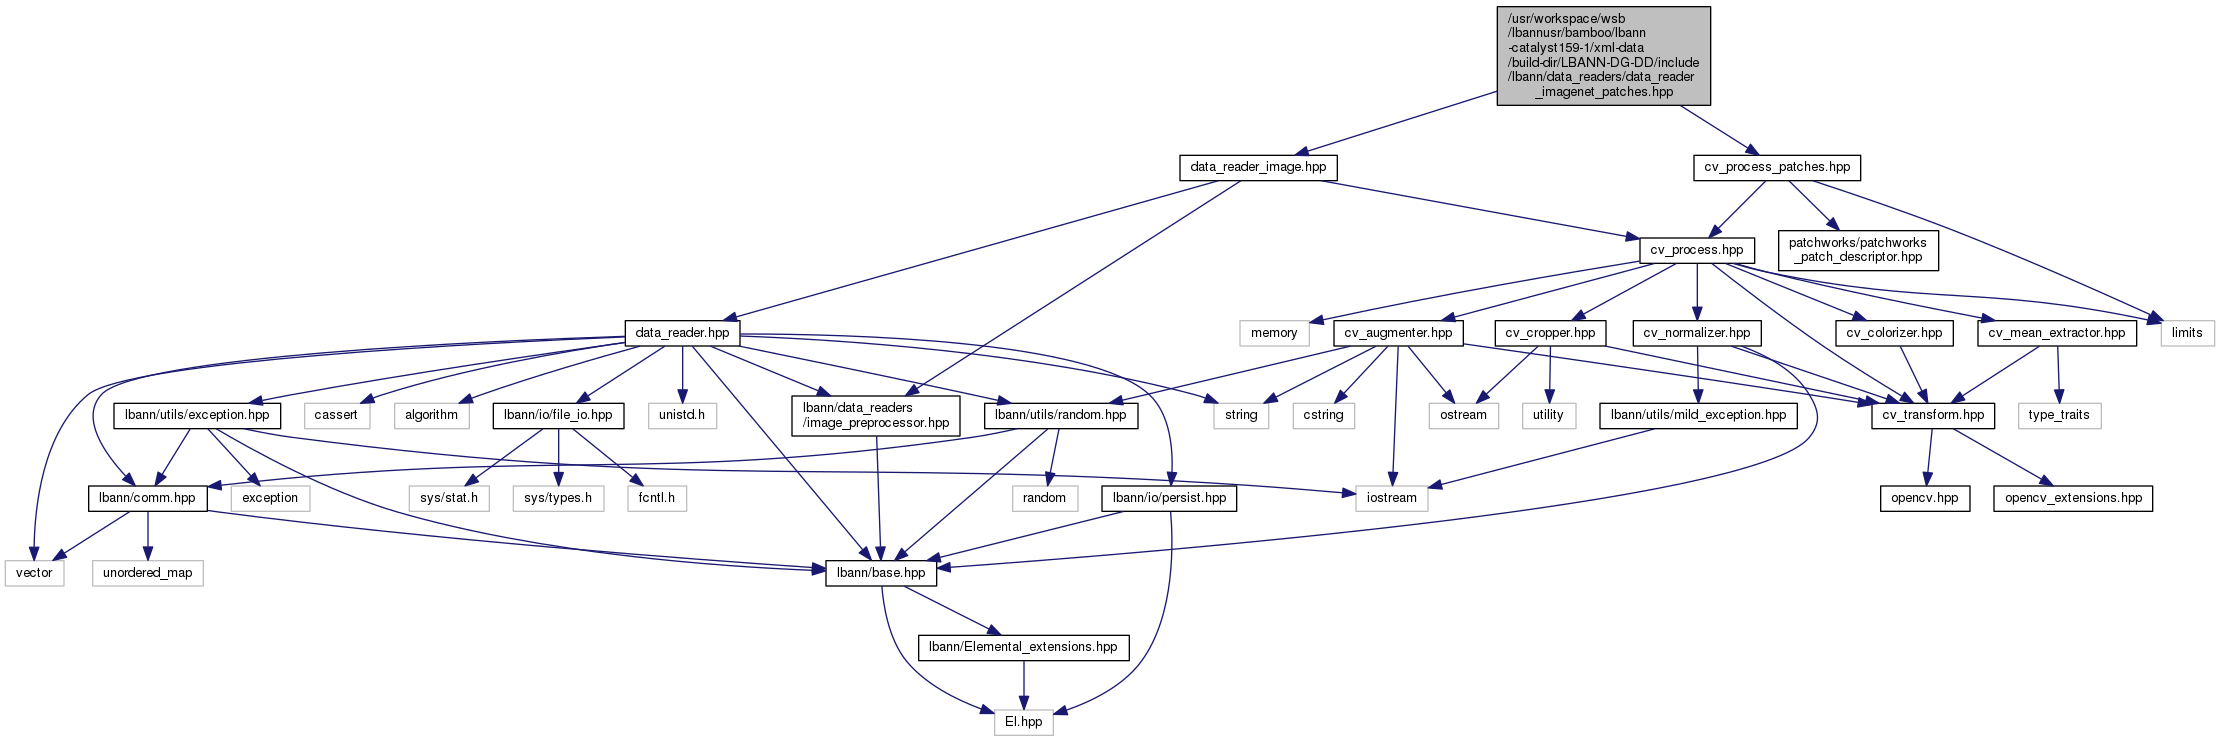 /usr/workspace/wsb
/lbannusr/bamboo/lbann
-catalyst159-1/xml-data
/build-dir/LBANN-DG-DD/include
/lbann/data_readers/data_reader
_imagenet_patches.hpp
data_reader_image.hpp
cv_process_patches.hpp
cv_process.hpp
patchworks/patchworks
_patch_descriptor.hpp
data_reader.hpp
memory
cv_augmenter.hpp
cv_cropper.hpp
cv_normalizer.hpp
cv_colorizer.hpp
cv_mean_extractor.hpp
limits
lbann/utils/exception.hpp
cassert
algorithm
lbann/io/file_io.hpp
unistd.h
lbann/data_readers
/image_preprocessor.hpp
lbann/utils/random.hpp
string
cstring
ostream
utility
lbann/utils/mild_exception.hpp
cv_transform.hpp
type_traits
lbann/comm.hpp
exception
sys/stat.h
sys/types.h
fcntl.h
random
lbann/io/persist.hpp
iostream
opencv.hpp
opencv_extensions.hpp
vector
unordered_map
lbann/base.hpp
lbann/Elemental_extensions.hpp
El.hpp